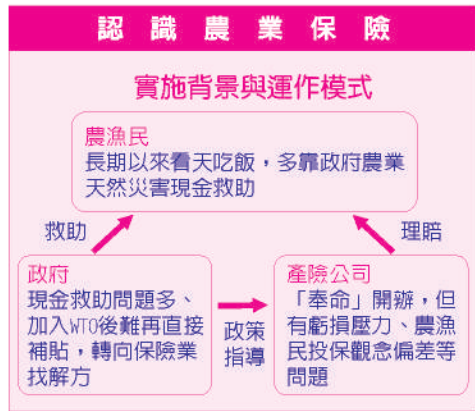 認識農業保險
實施背景與運作模式
農漁民
長期以來看天吃飯，多靠政府農業
天然災害現金救助
救助
理賠
政府
現金救助問題多、
加入WTO後難再直接
補貼，轉向保險業
找解方
政策
指導
產險公司
「奉命」開辦，但
有虧損壓力、農漁
民投保觀念偏差等
問題